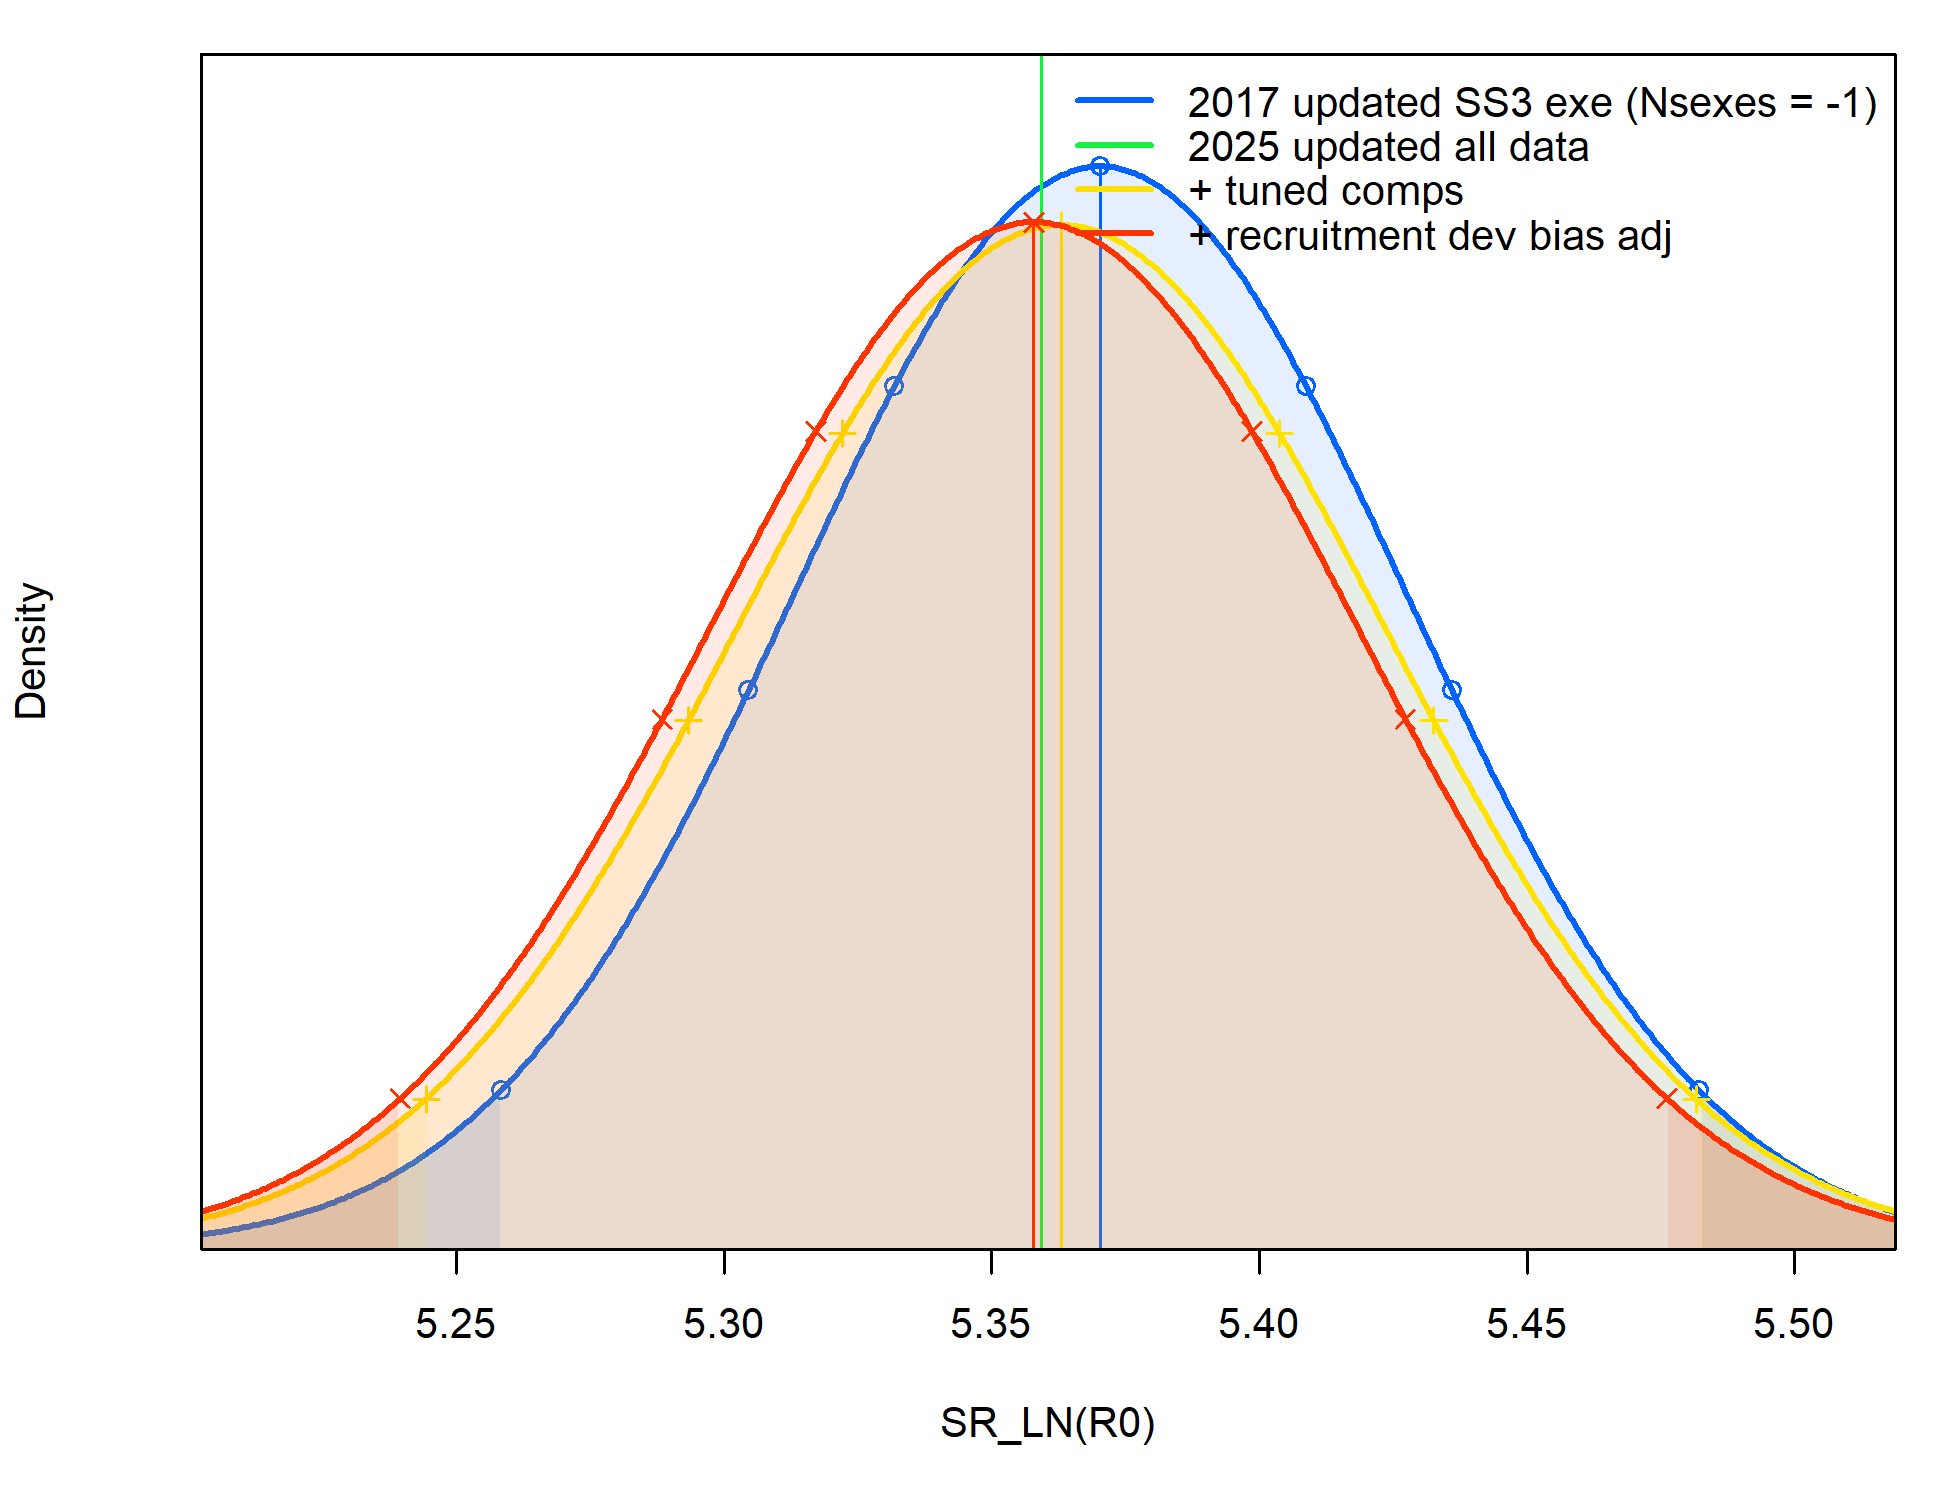 2017 updated SS3 exe (Nsexes = -1)
2025 updated all data
+ tuned comps
+ recruitment dev bias adj
Density
5.25 5.30 5.35 5.40 5.45 5.50
SR_LN(R0)